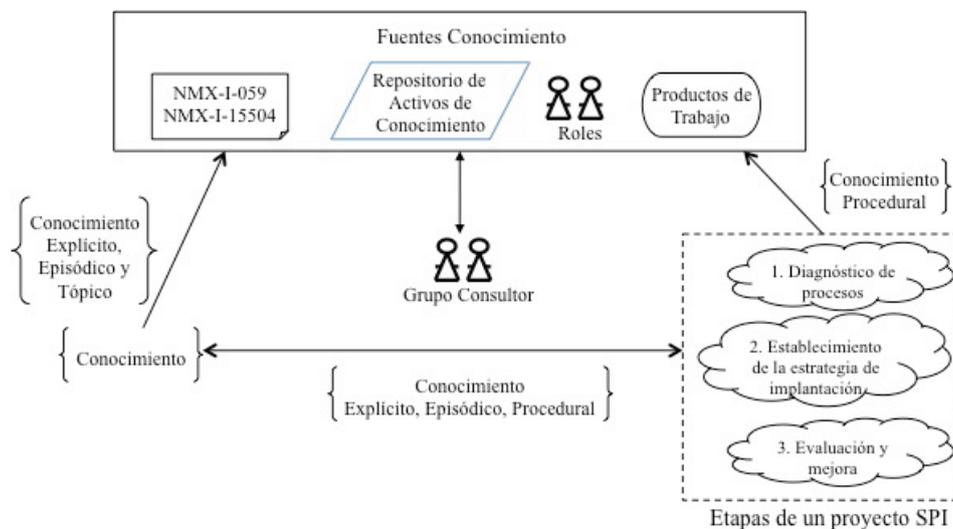 Fuentes Conocimiento
NMX-I-059
NMX-I-15504
Repositorio de
Activos de
Conocimiento
Roles
Productos de
Trabajo
Conocimiento
Explícito,
Episódico y
Tópico
Conocimiento
Procedural
Grupo Consultor
1. Diagnóstico de
procesos
2. Establecimiento
de la estrategia de
implantación
3. Evaluación y
mejora
Conocimiento
Conocimiento
Explícito, Episódico, Procedural
Etapas de un proyecto SPI